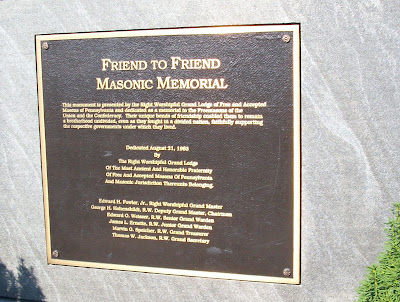 FRIEND TO FRIEND
MASONIC MEMORIAL
This monument is presented by the Right Worshipful Grand Lodge of Free and Accepted
Masons of Pennsylvania and dedicated as a memorial to the Freemasons of the
Union and the Confederacy. Their unique bonds of friendship enabled them to remain
a brotherhood undivided, even as they fought in a divided nation, faithfully supporting
the respective governments under which they lived.
Dedicated August 21, 1993
By
The Right Worshipful Grand Lodge
Of The Most Ancient And Honorable Fraternity
Of Free And Accepted Masons Of Pennsylvania
And Masonic Jurisdiction Thereunto Belonging.
Edward H. Fowler, Jr., Right Worshipful Grand Master
George H. Hohenshildt, R.W. Deputy Grand Master, Chairman
Edward O. Weisser, R.W. Senior Grand Warden
James L. Ernette, R.W. Junior Grand Warden
Marvin G. Speicher, R.W. Grand Treasurer
Thomas W. Jackson, R.W. Grand Secretary